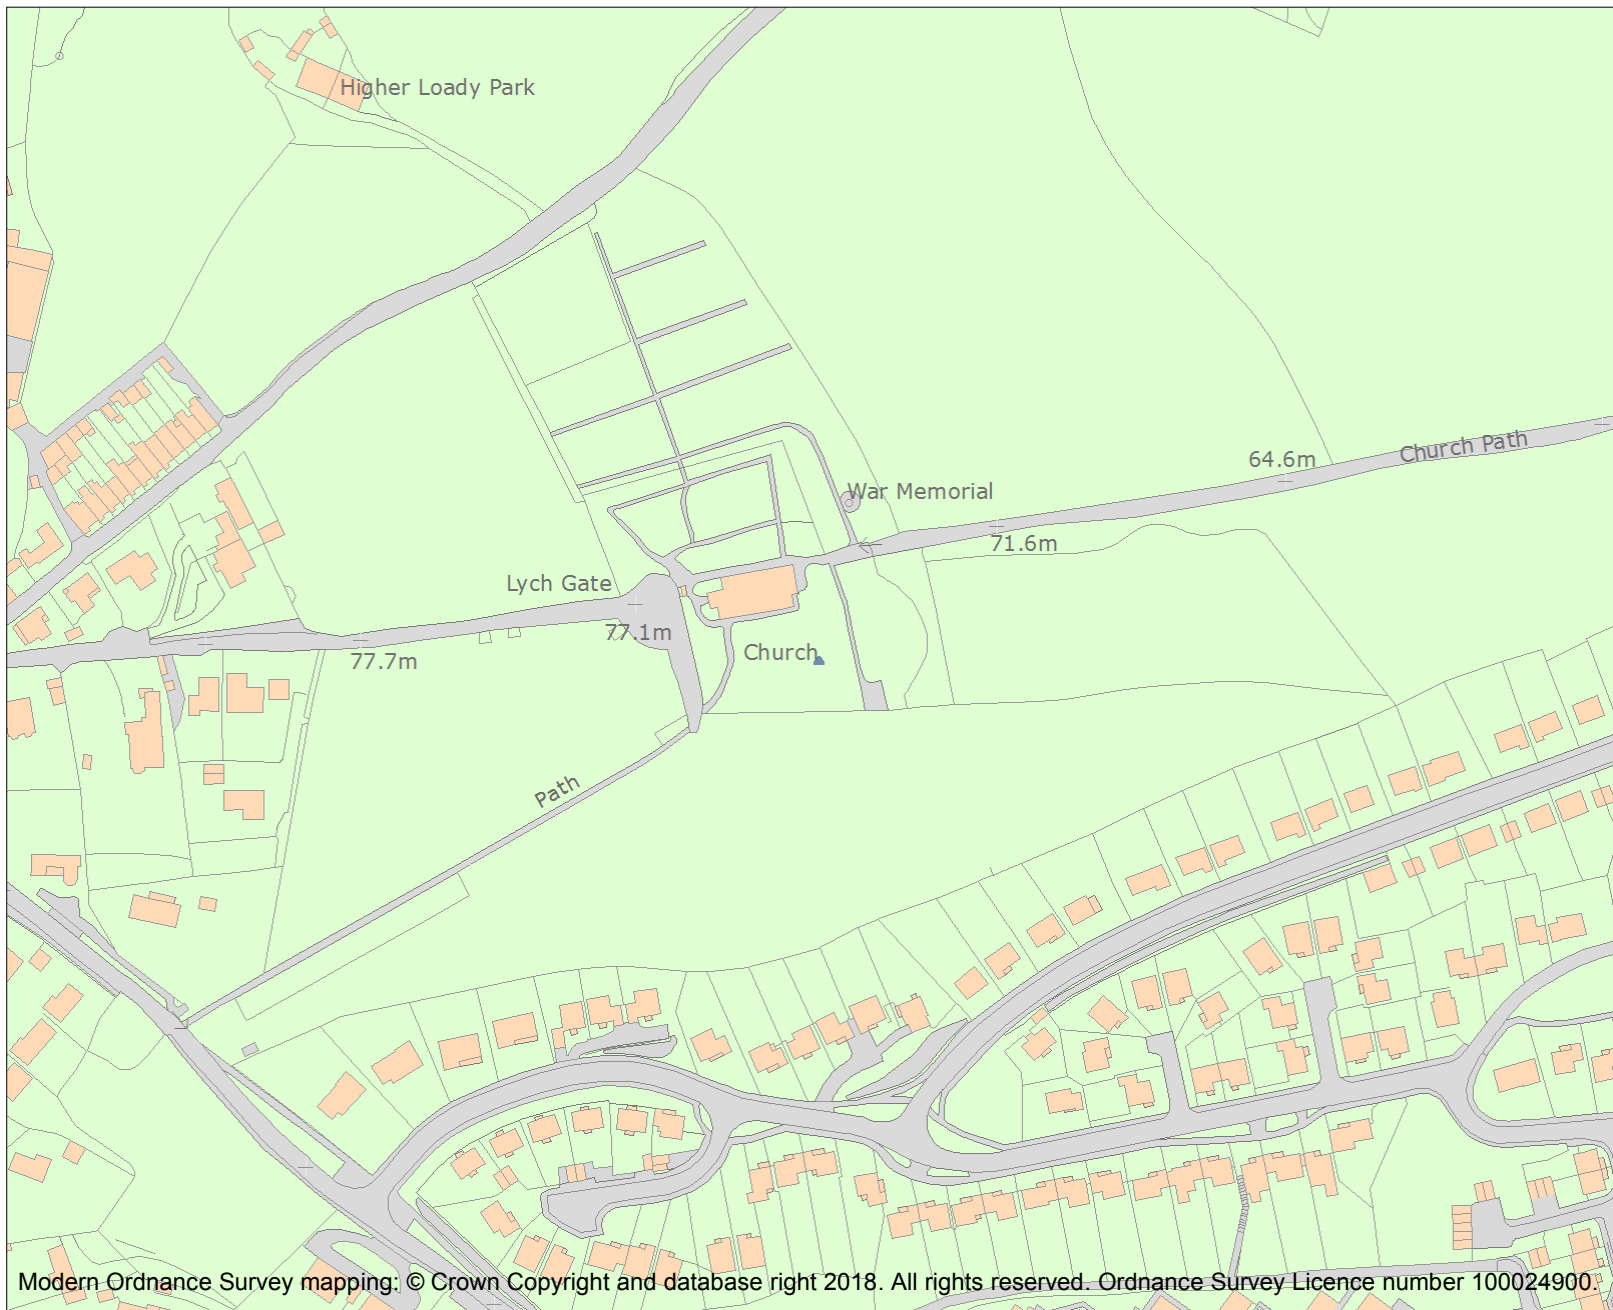 Higher Loady Park
Church Path
64.6m
War Memorial
71.6m
Lych Gate
77.1m
Church
77.7m
Path
Modern Ordnance Survey mapping: © Crown Copyright and database right 2018. All rights reserved. Ordnance Survey Licence number 100024900.